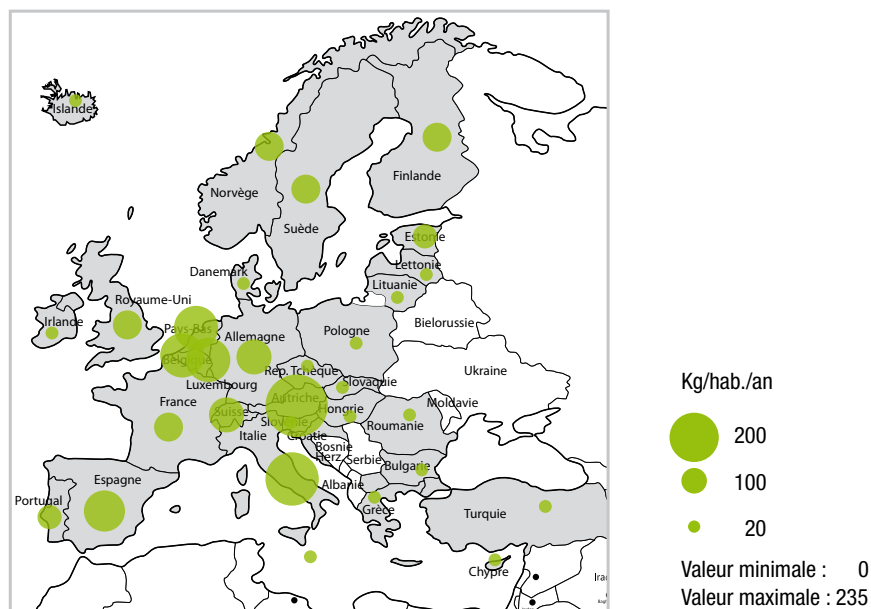 Islande
Norvège
Suède
Finlande
Estonie
Lettonie
Lituanie
Danemark
Royaume-Uni
Irlande
Pays-Bas
Belgique
Allemagne
Pologne
Bielorussie
Ukraine
Rép. Tchèque
Slovaquie
Luxembourg
France
Suisse
Autriche
Hongrie
Moldavie
Roumanie
Slovénie
Italie
Croatie
Bosnie
Herz.
Serbie
Bulgarie
Albanie
Grèce
Espagne
Portugal
Turquie
Chypre
Kg/hab./an
200
100
20
Valeur minimale : 0
Valeur maximale : 235